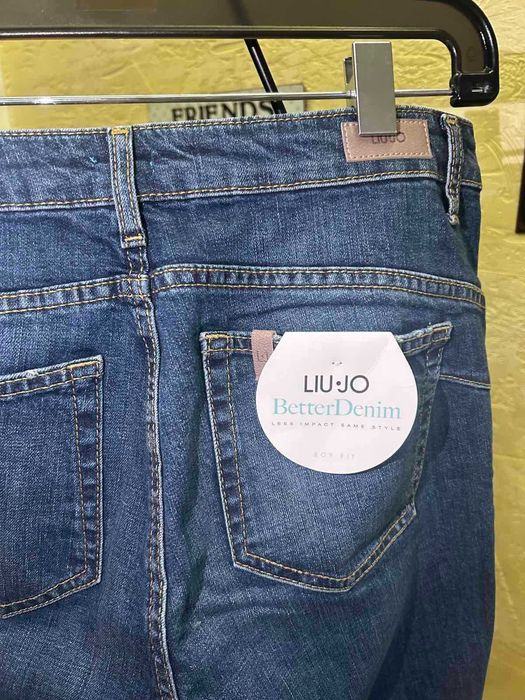 FRIENDS
LIU·JO
LIU·JO
BetterDenim
LESS IMPACT SAME STYLE
BOY FIT